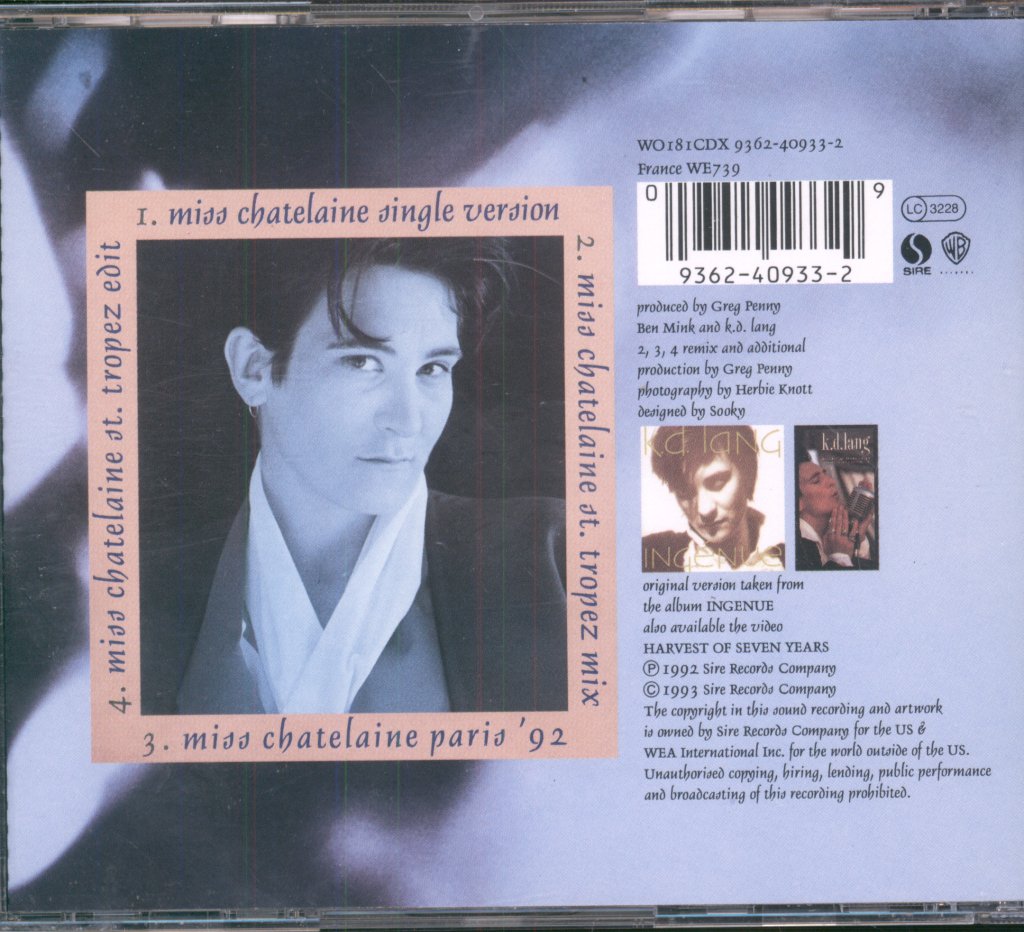 1. miss chatelaine single version
2. miss chatelaine st. tropez mix
3. miss chatelaine paris '92
4. miss chatelaine st. tropez edit
WO181CDX 9362-40933-2
France WE739
0 9
9362-40933-2
LC 3228
SIRE
WB
produced by Greg Penny
Ben Mink and k.d. lang
2, 3, 4 remix and additional
production by Greg Penny
photography by Herbie Knott
designed by Sooky
k.d. lang
INGENUE
k.d.lang
original version taken from
the album INGENUE
also available the video
HARVEST OF SEVEN YEARS
℗ 1992 Sire Records Company
© 1993 Sire Records Company
The copyright in this sound recording and artwork
is owned by Sire Records Company for the US &
WEA International Inc. for the world outside of the US.
Unauthorised copying, hiring, lending, public performance
and broadcasting of this recording prohibited.